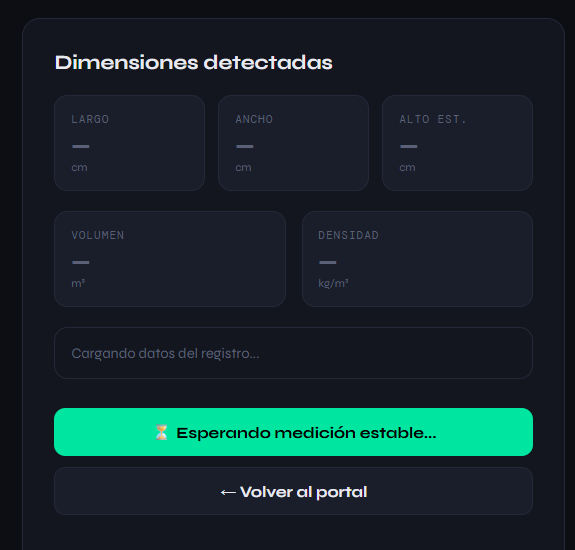 Dimensiones detectadas
LARGO ANCHO ALTO EST.
— — —
cm cm cm
VOLUMEN DENSIDAD
— —
m³ kg/m³
Cargando datos del registro...
⏳ Esperando medición estable...
← Volver al portal